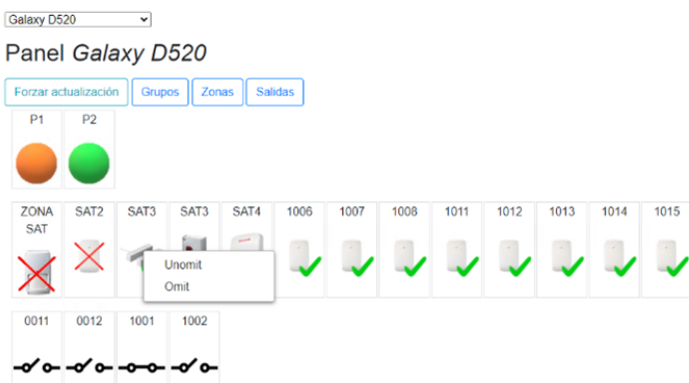 Galaxy D520
Panel Galaxy D520
Forzar actualización Grupos Zonas Salidas
P1 P2
ZONA SAT SAT2 SAT3 SAT3 SAT4 1006 1007 1008 1011 1012 1013 1014 1015
Unomit
Omit
0011 0012 1001 1002